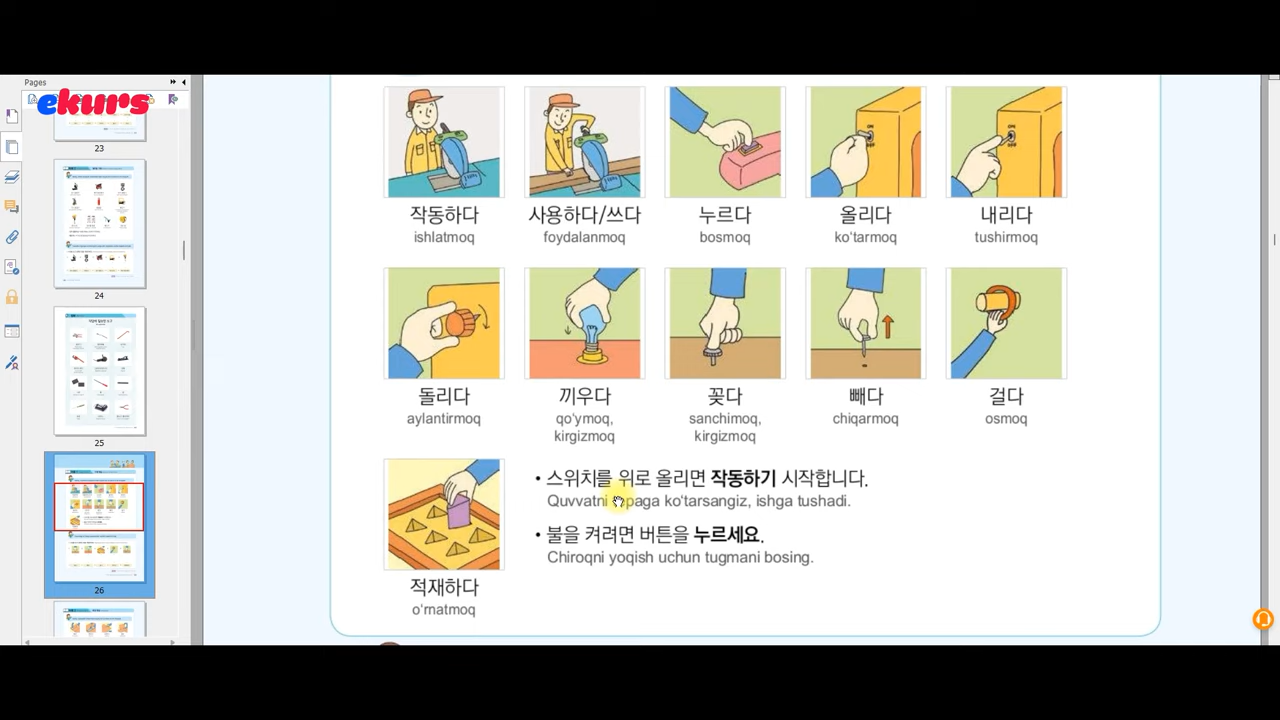 Pages
ekurs
23
24
25
26
작동하다
ishlatmoq
사용하다/쓰다
foydalanmoq
누르다
bosmoq
올리다
ko‘tarmoq
내리다
tushirmoq
돌리다
aylantirmoq
끼우다
qo‘ymoq,
kirgizmoq
꽂다
sanchimoq,
kirgizmoq
빼다
chiqarmoq
걸다
osmoq
적재하다
o‘rnatmoq
• 스위치를 위로 올리면 작동하기 시작합니다.
Quvvatni ko‘tarsangiz, ishga tushadi.
• 불을 켜려면 버튼을 누르세요.
Chiroqni yoqish uchun tugmani bosing.